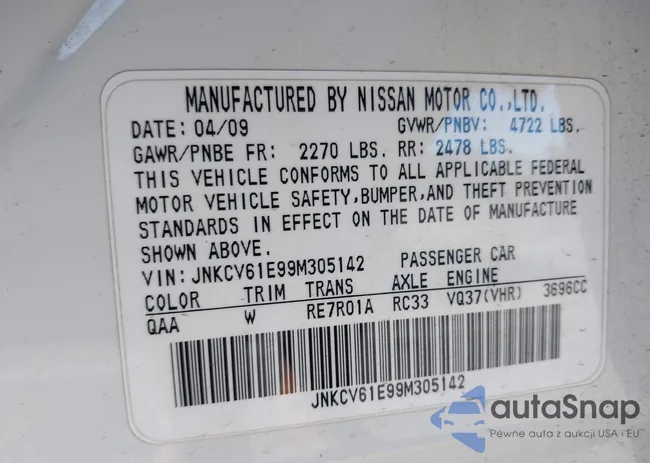 MANUFACTURED BY NISSAN MOTOR CO.,LTD.
DATE: 04/09 GVWR/PNBV: 4722 LBS.
GAWR/PNBE FR: 2270 LBS. RR: 2478 LBS.
THIS VEHICLE CONFORMS TO ALL APPLICABLE FEDERAL
MOTOR VEHICLE SAFETY,BUMPER,AND THEFT PREVENTION
STANDARDS IN EFFECT ON THE DATE OF MANUFACTURE
SHOWN ABOVE.
VIN: JNKCV61E99M305142 PASSENGER CAR
COLOR TRIM TRANS AXLE ENGINE
QAA W RE7R01A RC33 VQ37(VHR) 3696CC
JNKCV61E99M305142
autaSnap
Pewne auta z aukcji USA i EU